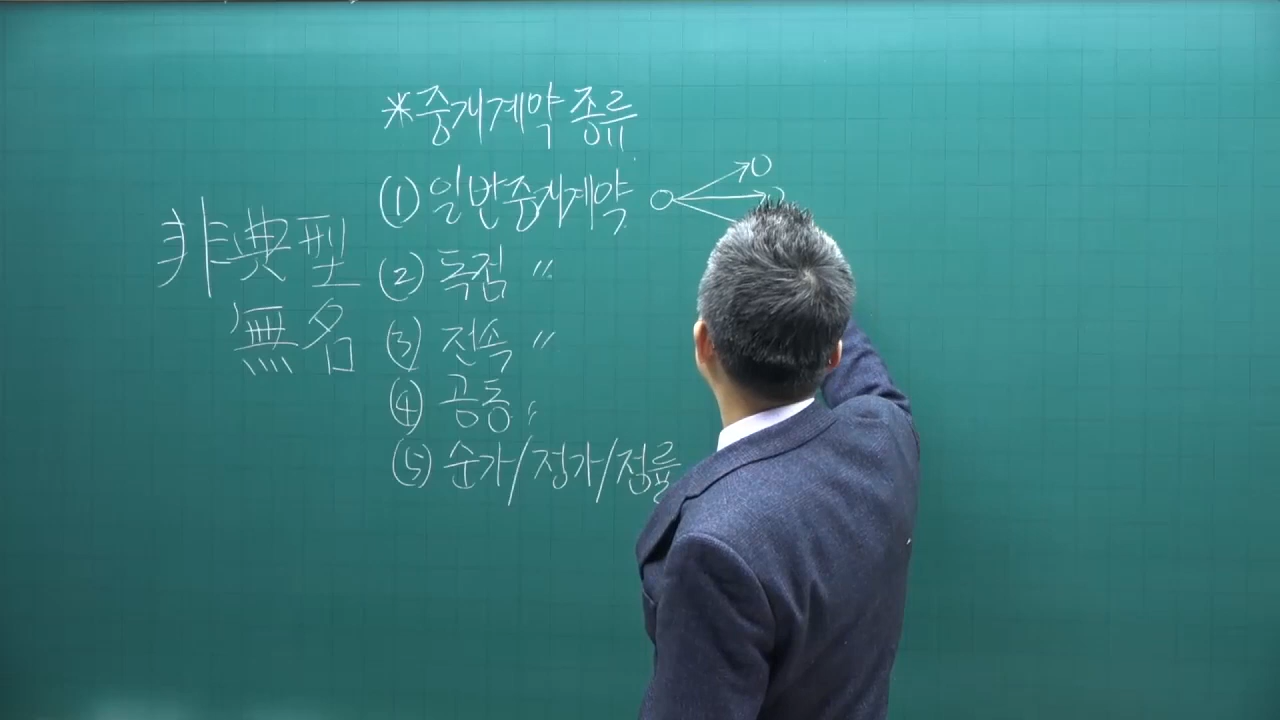 *중개계약 종류
(1) 일반중개계약
(2) 독점 〃
(3) 전속 〃
(4) 공동 〃
(5) 순가/정가/정률
非典型
無名